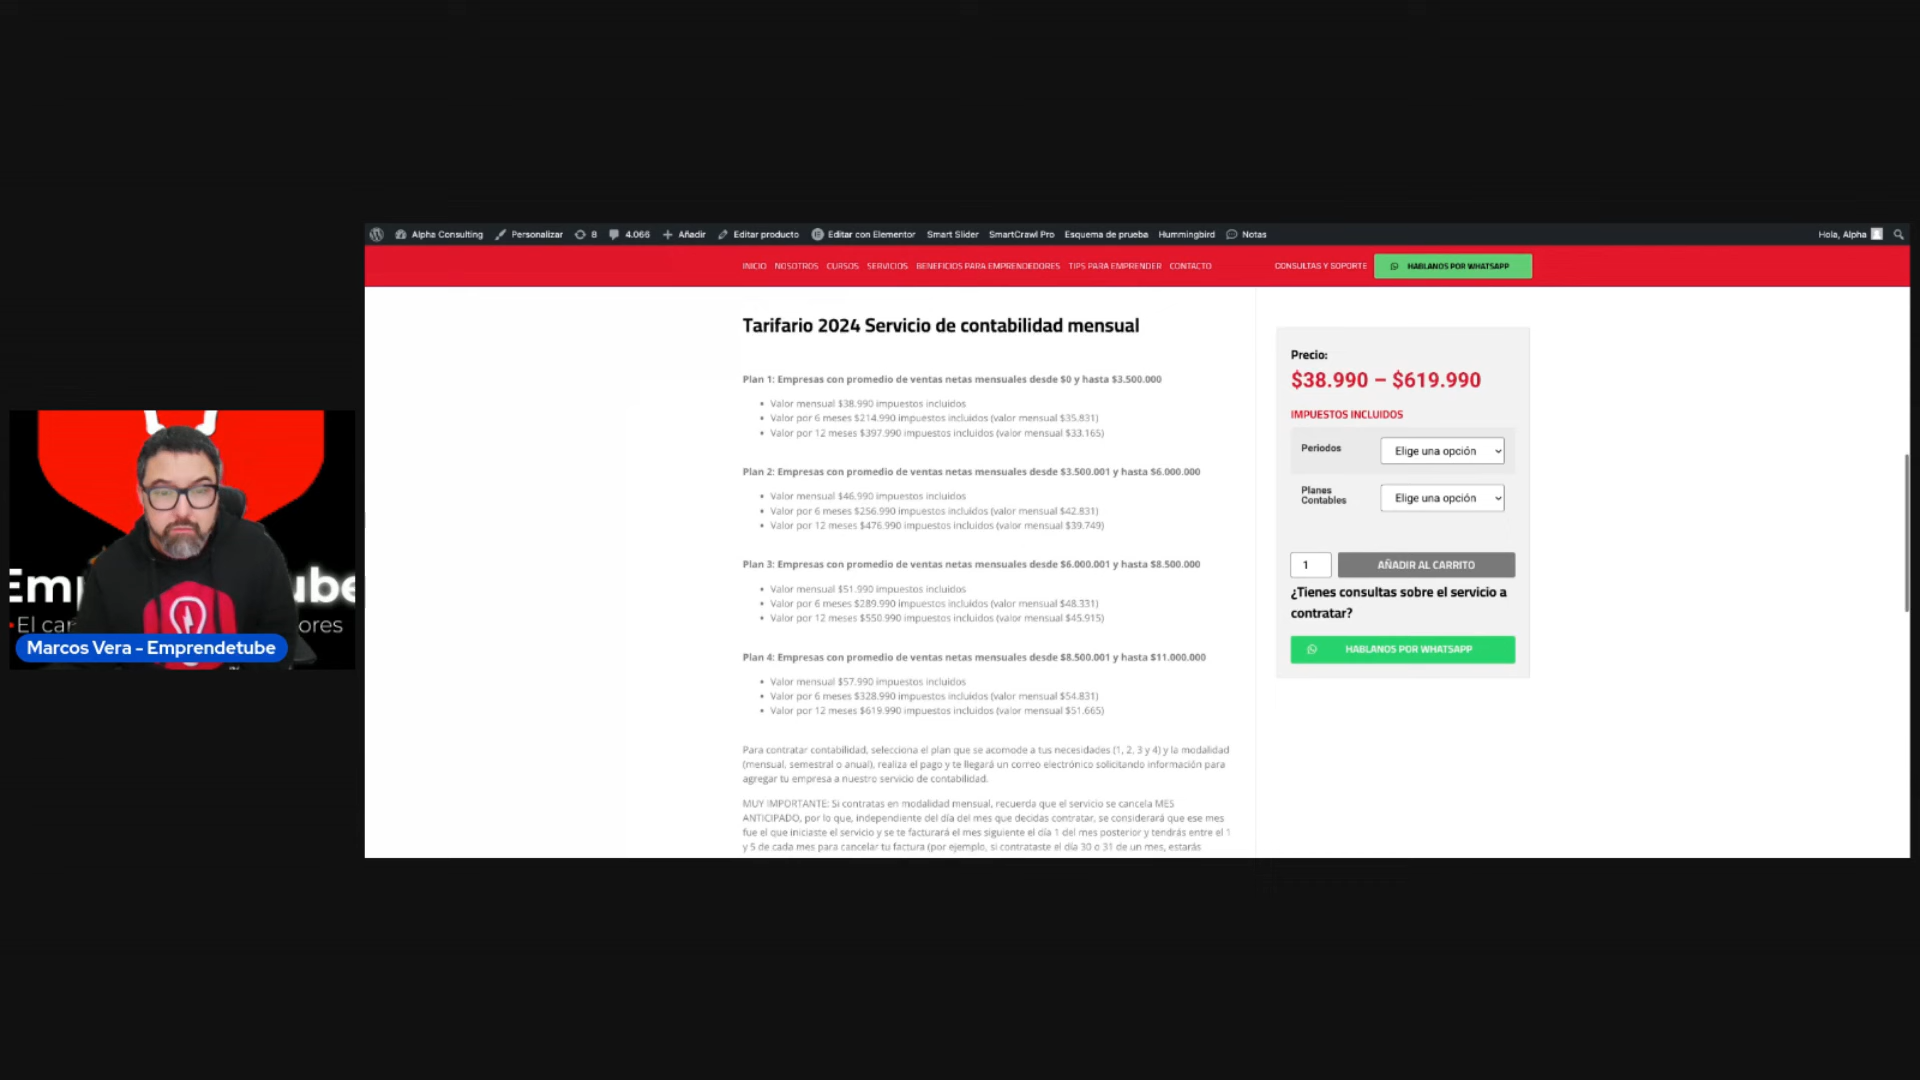 Alpha Consulting Personalizar 8 4.066 Añadir Editar producto Editar con Elementor Smart Slider SmartCrawl Pro Esquema de prueba Hummingbird Notas Hola, Alpha
INICIO NOSOTROS CURSOS SERVICIOS BENEFICIOS PARA EMPRENDEDORES TIPS PARA EMPRENDER CONTACTO CONSULTAS Y SOPORTE HABLANOS POR WHATSAPP
Tarifario 2024 Servicio de contabilidad mensual
Plan 1: Empresas con promedio de ventas netas mensuales desde $0 y hasta $3.500.000
• Valor mensual $38.990 impuestos incluidos
• Valor por 6 meses $214.990 impuestos incluidos (valor mensual $35.831)
• Valor por 12 meses $397.990 impuestos incluidos (valor mensual $33.165)
Plan 2: Empresas con promedio de ventas netas mensuales desde $3.500.001 y hasta $6.000.000
• Valor mensual $46.990 impuestos incluidos
• Valor por 6 meses $256.990 impuestos incluidos (valor mensual $42.831)
• Valor por 12 meses $476.990 impuestos incluidos (valor mensual $39.749)
Plan 3: Empresas con promedio de ventas netas mensuales desde $6.000.001 y hasta $8.500.000
• Valor mensual $51.990 impuestos incluidos
• Valor por 6 meses $289.990 impuestos incluidos (valor mensual $48.331)
• Valor por 12 meses $550.990 impuestos incluidos (valor mensual $45.915)
Plan 4: Empresas con promedio de ventas netas mensuales desde $8.500.001 y hasta $11.000.000
• Valor mensual $57.990 impuestos incluidos
• Valor por 6 meses $328.990 impuestos incluidos (valor mensual $54.831)
• Valor por 12 meses $619.990 impuestos incluidos (valor mensual $51.665)
Para contratar contabilidad, selecciona el plan que se acomode a tus necesidades (1, 2, 3 y 4) y la modalidad
(mensual, semestral o anual), realiza el pago y te llegará un correo electrónico solicitando información para
agregar tu empresa a nuestro servicio de contabilidad.
MUY IMPORTANTE: Si contratas en modalidad mensual, recuerda que el servicio se cancela MES
ANTICIPADO, por lo que, independiente del día del mes que decidas contratar, se considerará que ese mes
fue el que iniciaste el servicio y se te facturará el mes siguiente el día 1 del mes posterior y tendrás entre el 1
y 5 de cada mes para cancelar tu factura (por ejemplo, si contrataste el día 30 o 31 de un mes, estarás
Precio:
$38.990 – $619.990
IMPUESTOS INCLUIDOS
Periodos Elige una opción
Planes
Contables Elige una opción
1 AÑADIR AL CARRITO
¿Tienes consultas sobre el servicio a
contratar?
HABLANOS POR WHATSAPP
Em ube
El ca ores
Marcos Vera - Emprendetube